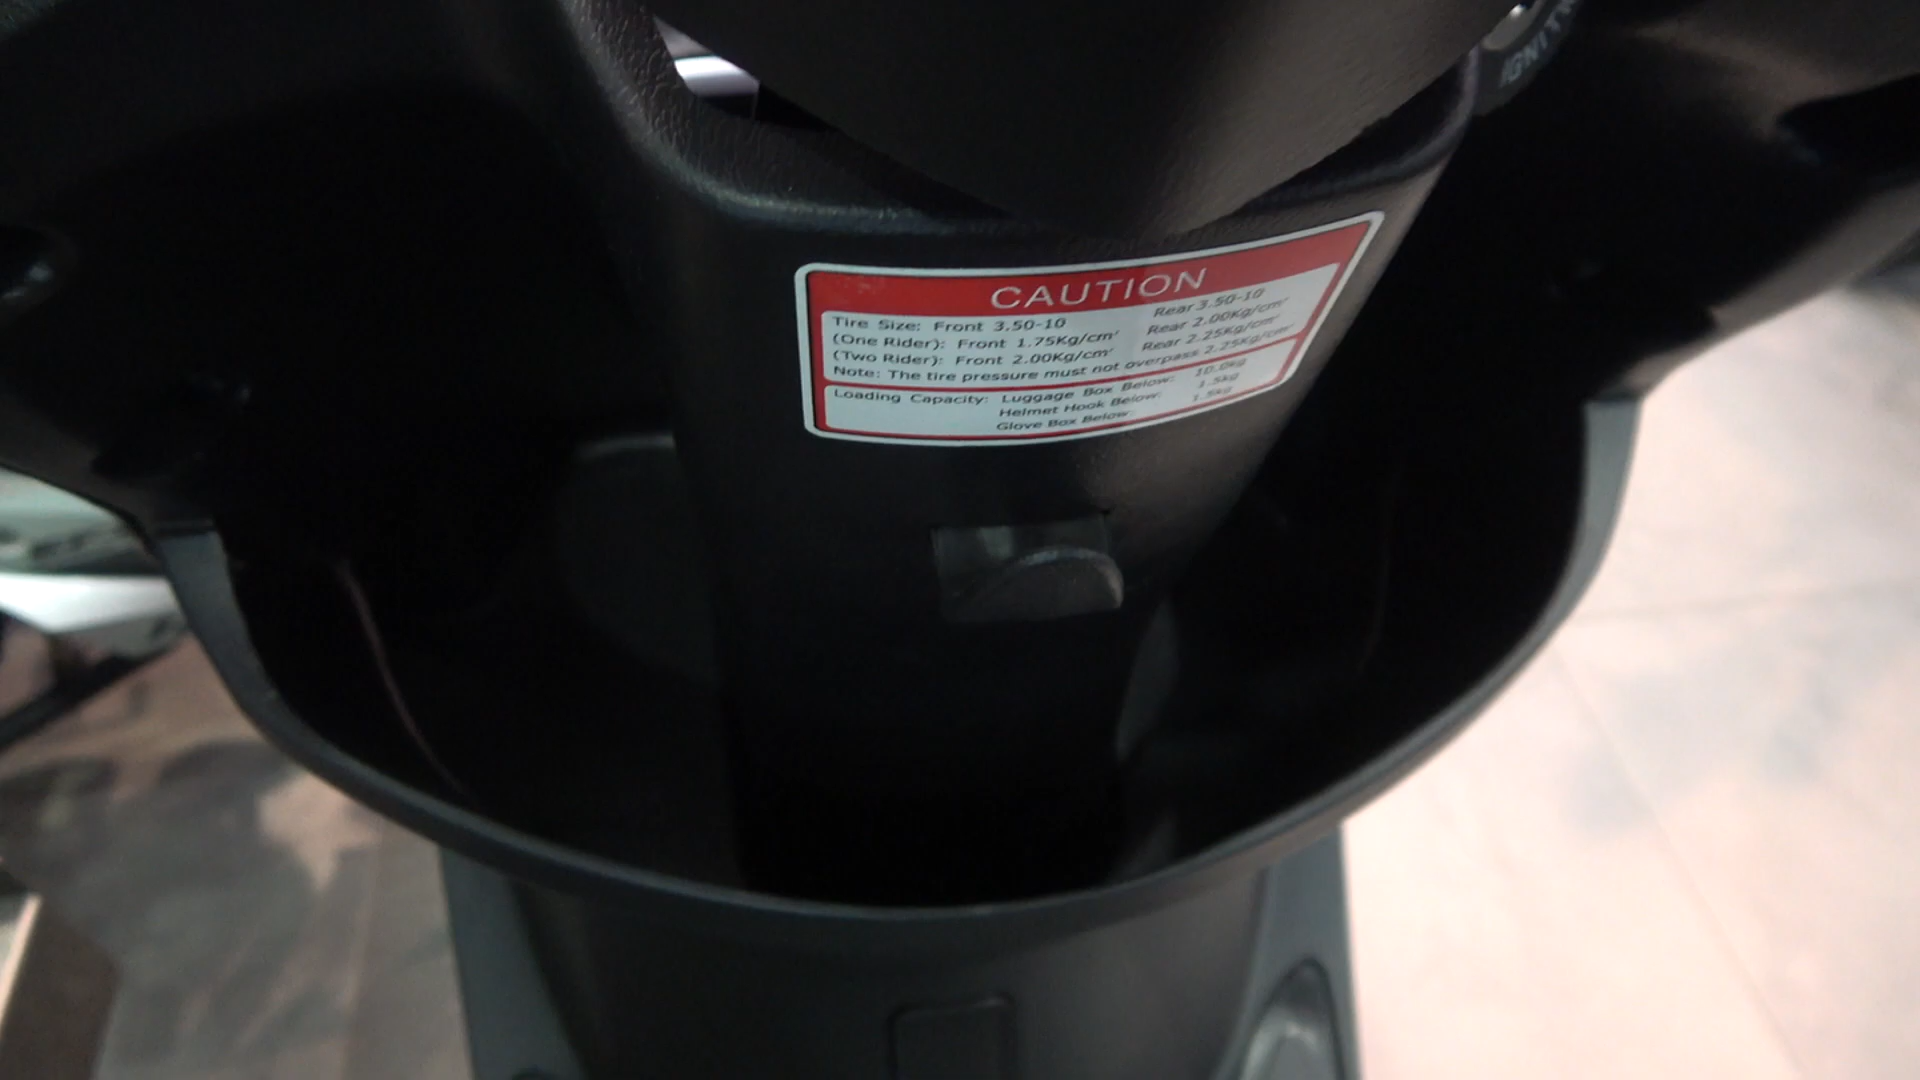 IGNITI
CAUTION
Tire Size: Front 3.50-10 Rear 3.50-10
(One Rider): Front 1.75Kg/cm² Rear 2.00Kg/cm²
(Two Rider): Front 2.00Kg/cm² Rear 2.25Kg/cm²
Note: The tire pressure must not overpass 2.25Kg/cm²
Loading Capacity: Luggage Box Below: 10.0kg
Helmet Hook Below: 1.5kg
Glove Box Below: 1.5kg